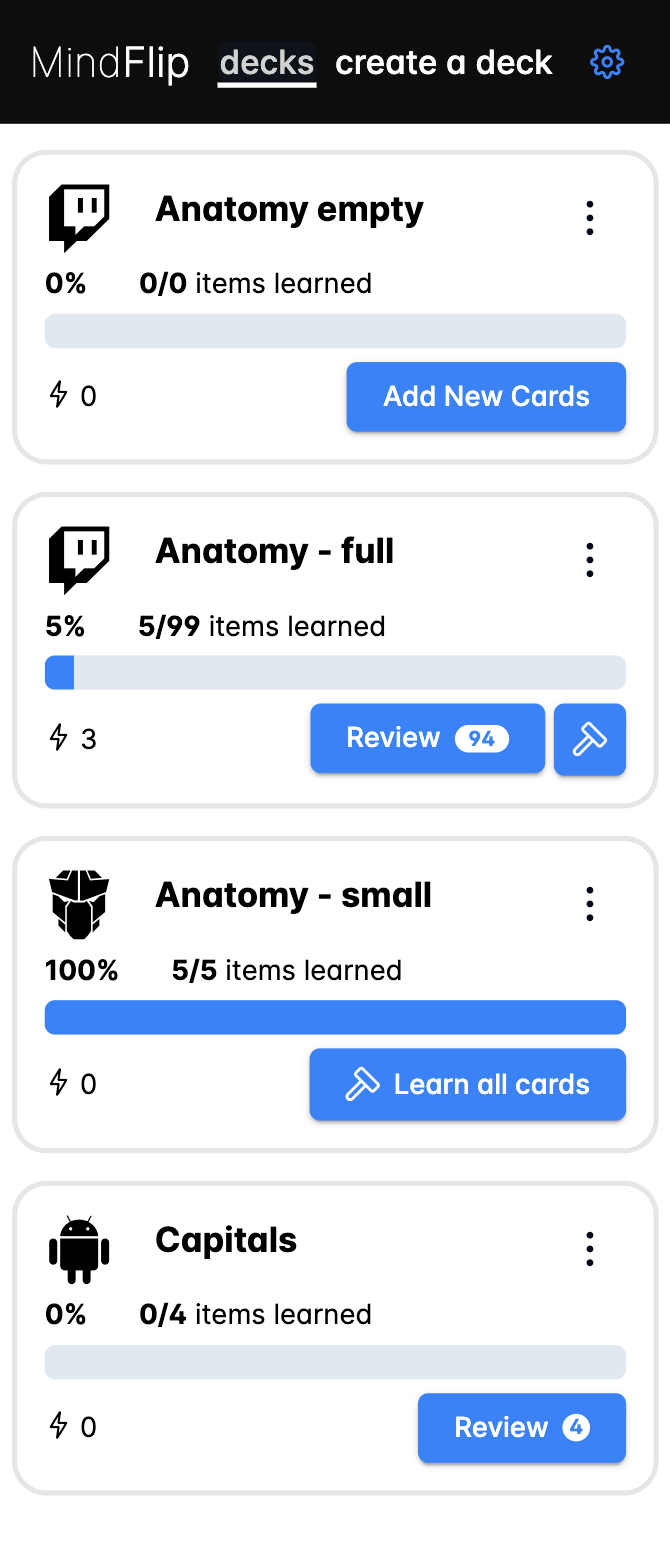 MindFlip decks create a deck
Anatomy empty
0% 0/0 items learned
0 Add New Cards
Anatomy - full
5% 5/99 items learned
3 Review 94
Anatomy - small
100% 5/5 items learned
0 Learn all cards
Capitals
0% 0/4 items learned
0 Review 4